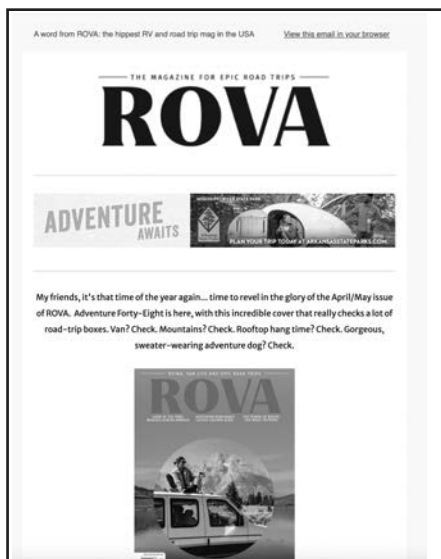 A word from ROVA: the hippest RV and road trip mag in the USA
View this email in your browser
THE MAGAZINE FOR EPIC ROAD TRIPS
ROVA
ADVENTURE
AWAITS
PLAN YOUR TRIP TODAY AT ARKANSASSTATEPARKS.COM
My friends, it's that time of the year again... time to revel in the glory of the April/May issue
of ROVA.  Adventure Forty-Eight is here, with this incredible cover that really checks a lot of
road-trip boxes. Van? Check. Mountains? Check. Rooftop hang time? Check. Gorgeous,
sweater-wearing adventure dog? Check.
ROVA